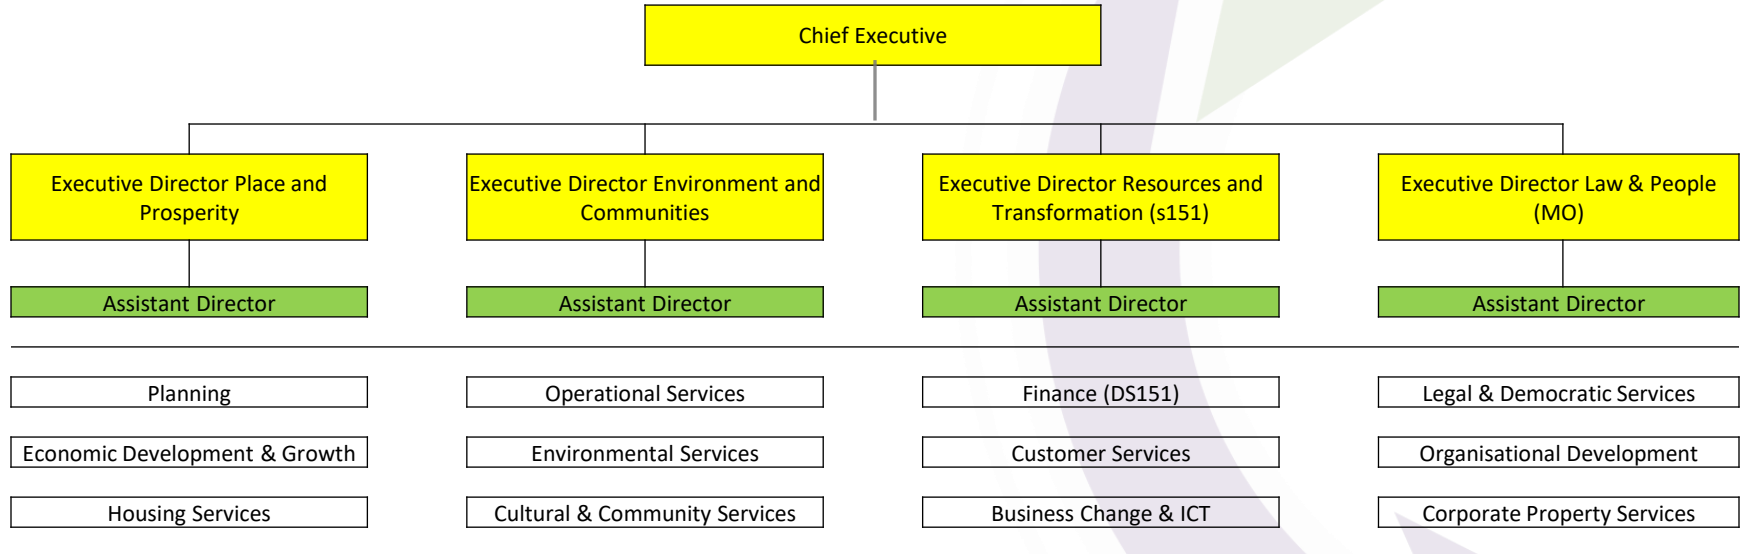 Chief Executive
Executive Director Place and
Prosperity
Executive Director Environment and
Communities
Executive Director Resources and
Transformation (s151)
Executive Director Law & People
(MO)
Assistant Director
Assistant Director
Assistant Director
Assistant Director
Planning
Operational Services
Finance (DS151)
Legal & Democratic Services
Economic Development & Growth
Environmental Services
Customer Services
Organisational Development
Housing Services
Cultural & Community Services
Business Change & ICT
Corporate Property Services